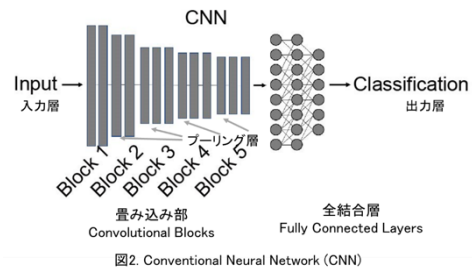 CNN
Input
入力層
Classification
出力層
プーリング層
Block 1
Block 2
Block 3
Block 4
Block 5
畳み込み部
Convolutional Blocks
全結合層
Fully Connected Layers
図2. Conventional Neural Network (CNN)